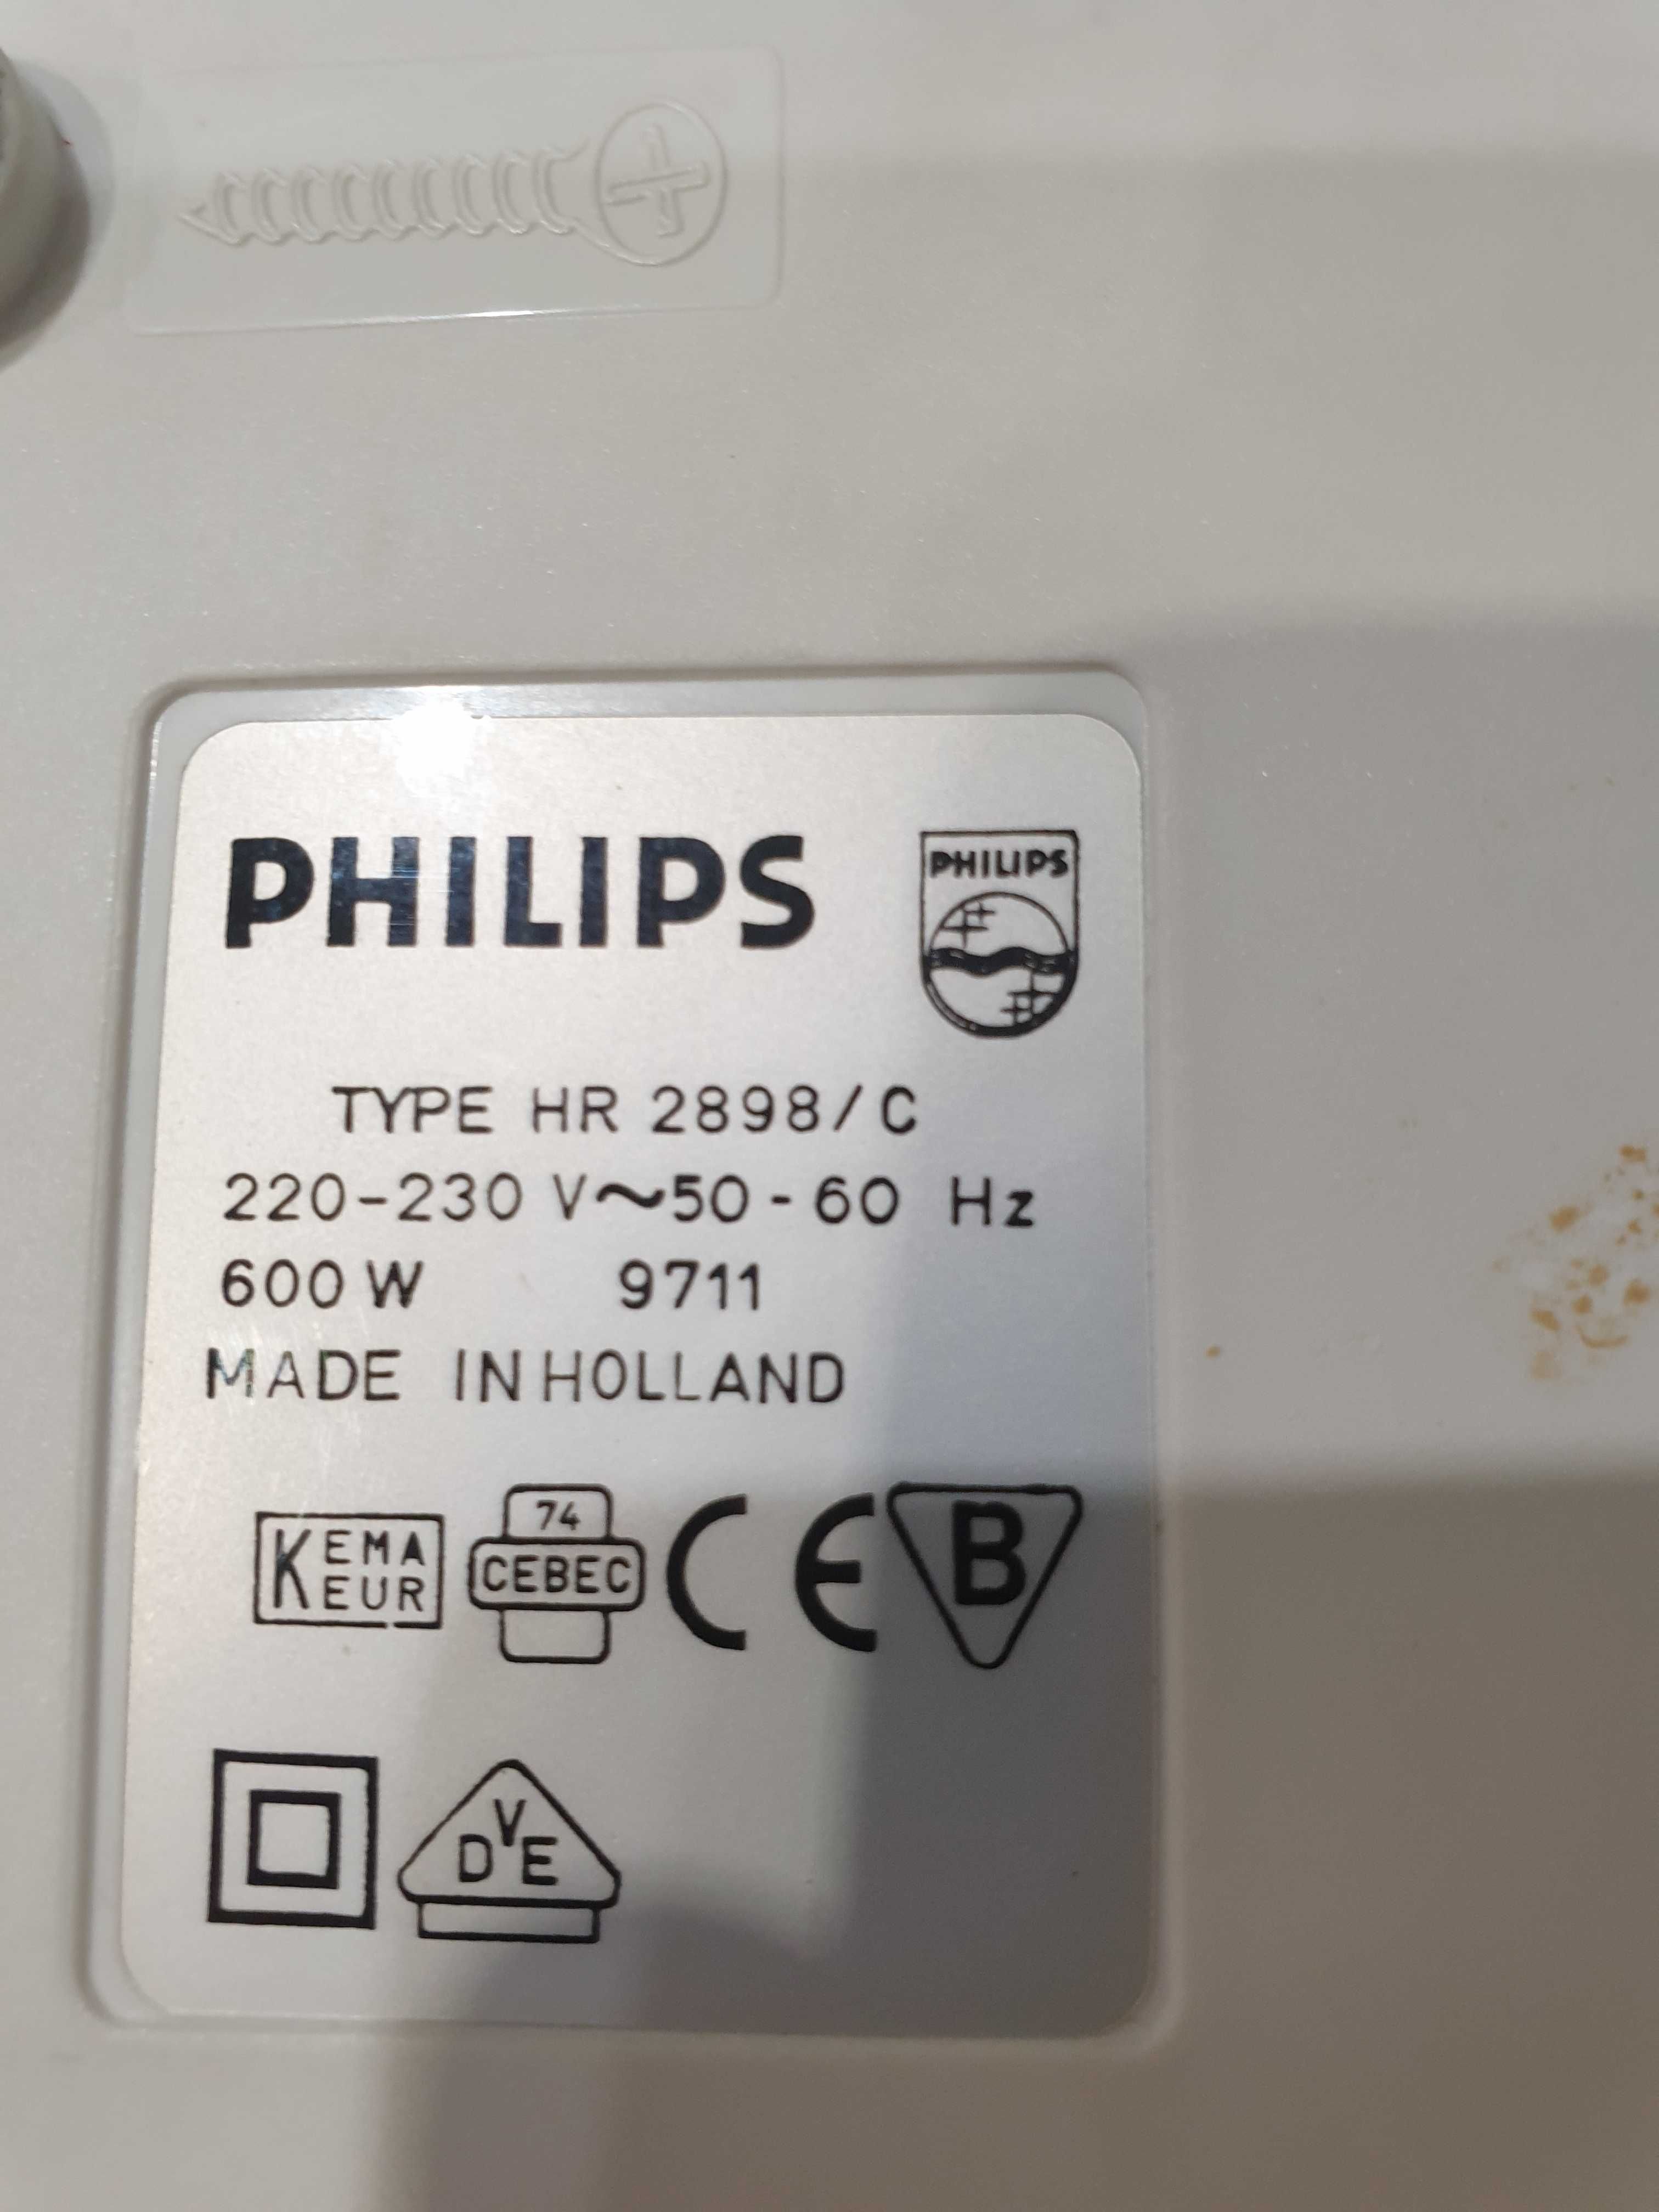 PHILIPS
PHILIPS
TYPE HR 2898/C
220-230 V~50-60 Hz
600 W 9711
MADE IN HOLLAND
KEMA
EUR
74
CEBEC
CE
B
DVE